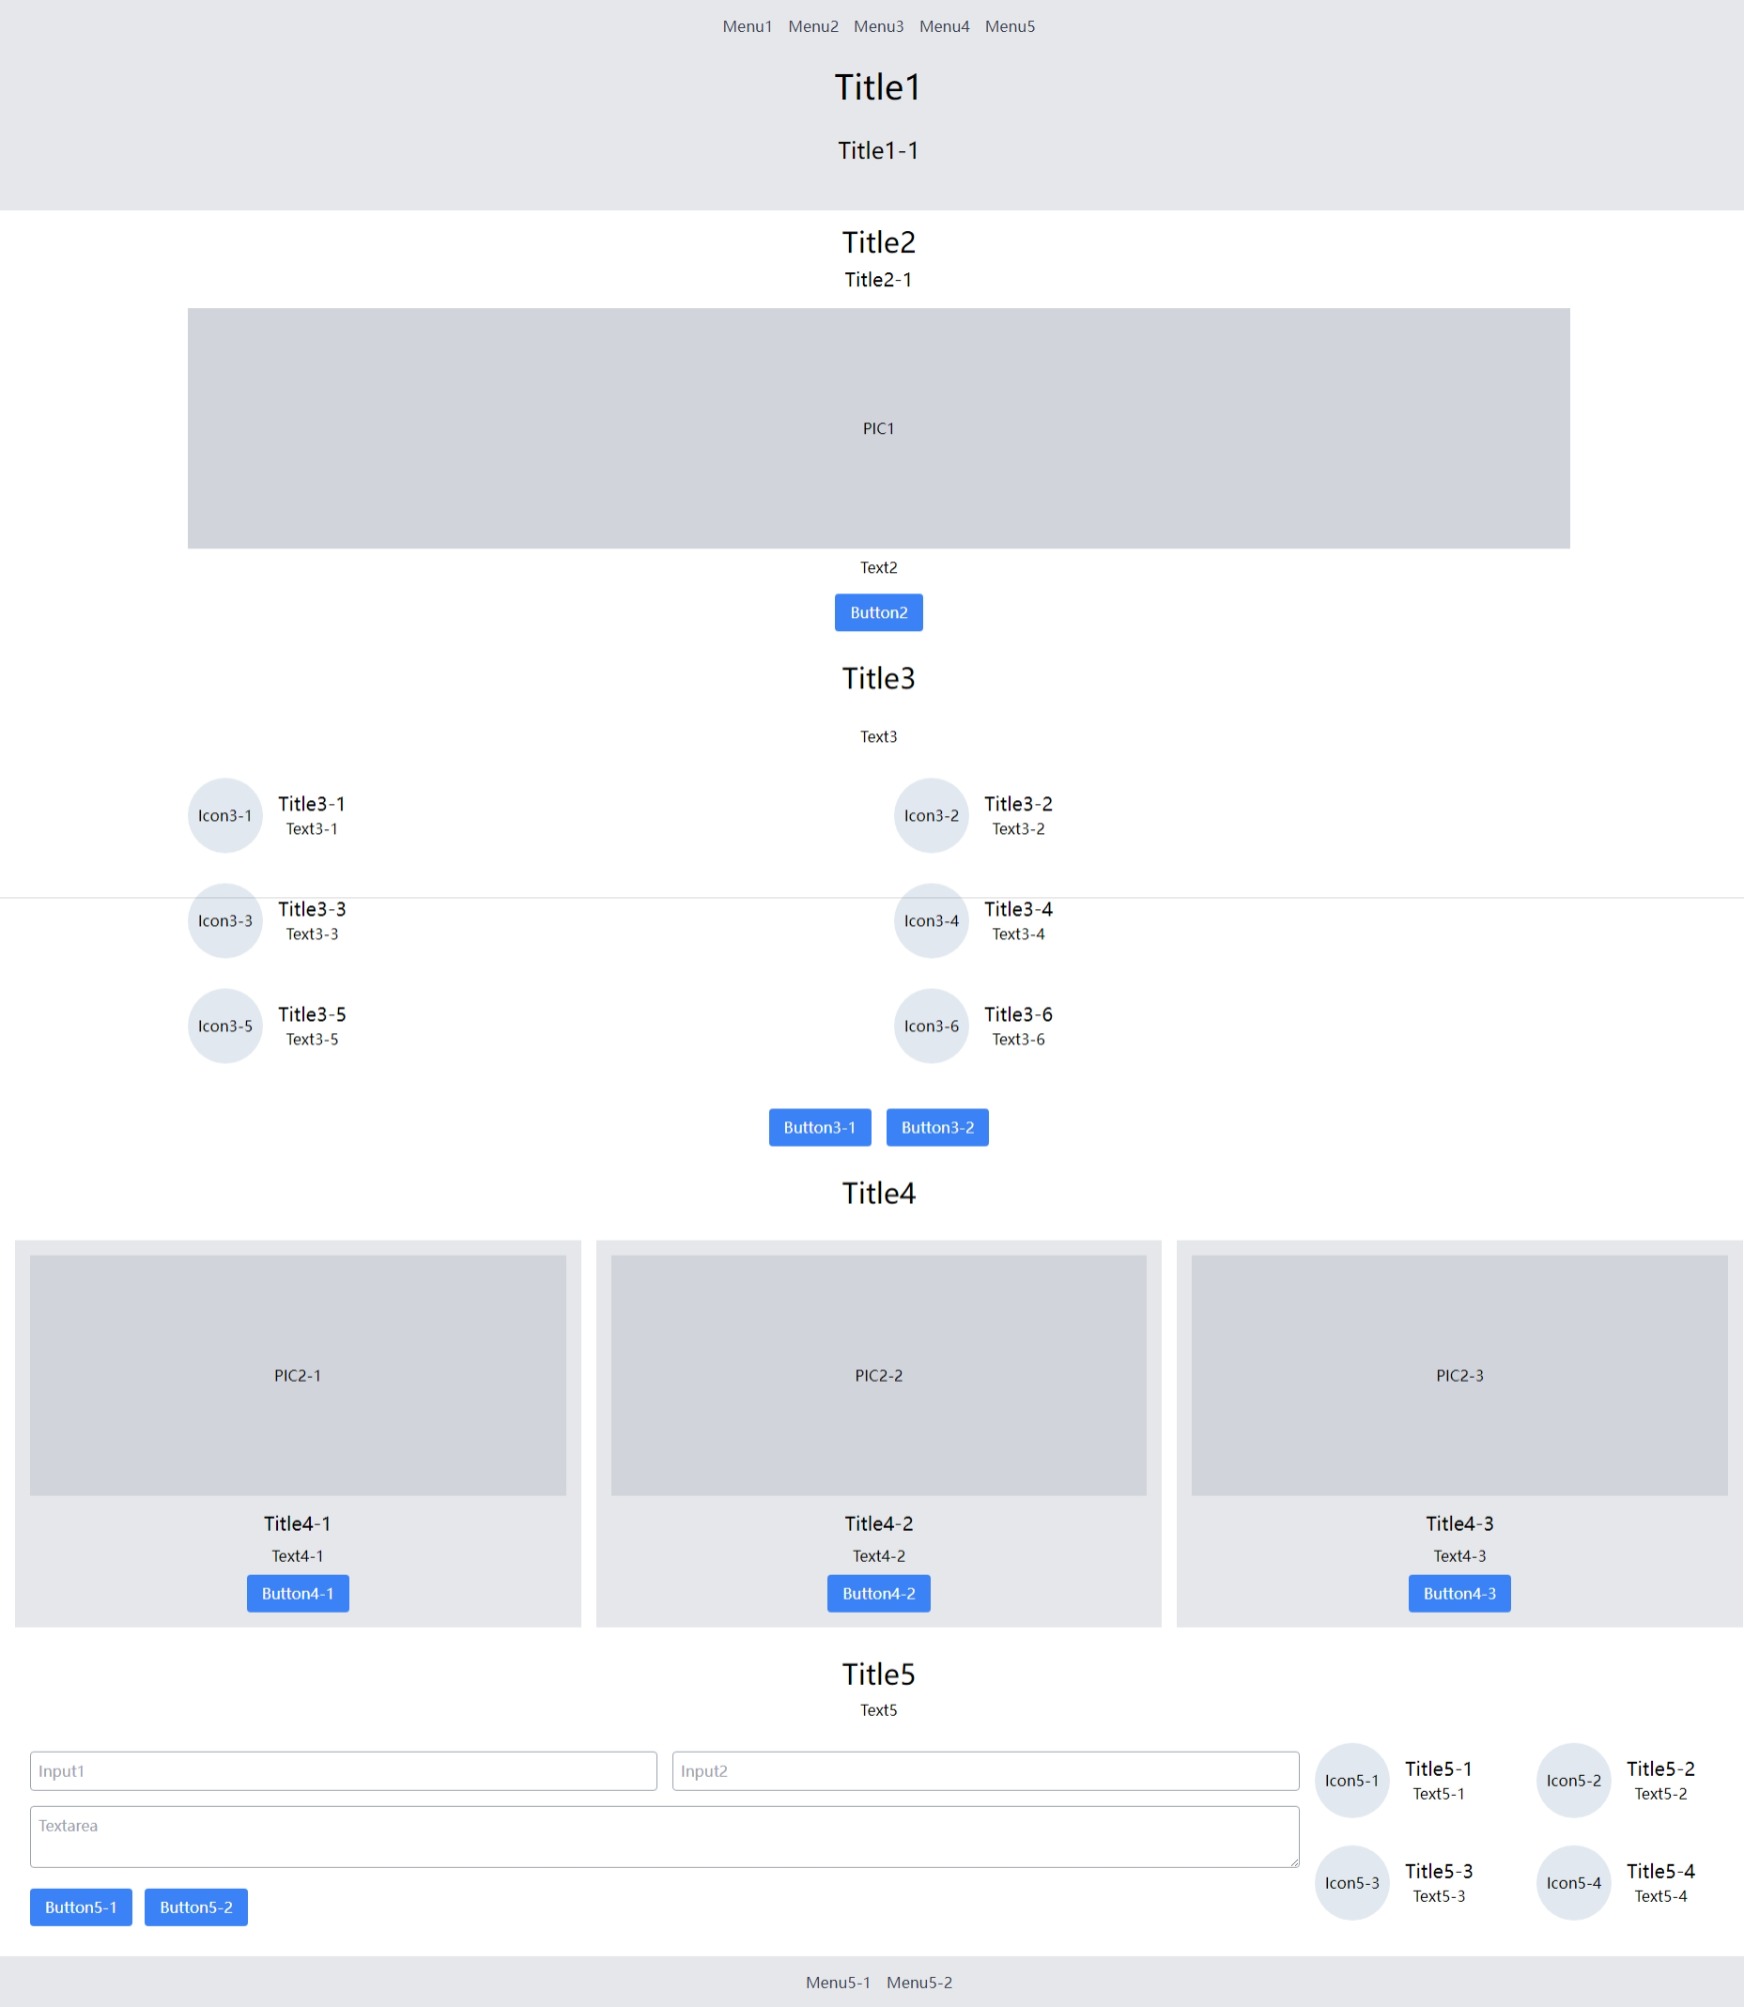 Menu1 Menu2 Menu3 Menu4 Menu5
Title1
Title1-1
Title2
Title2-1
PIC1
Text2
Button2
Title3
Text3
Icon3-1
Title3-1
Text3-1
Icon3-2
Title3-2
Text3-2
Icon3-3
Title3-3
Text3-3
Icon3-4
Title3-4
Text3-4
Icon3-5
Title3-5
Text3-5
Icon3-6
Title3-6
Text3-6
Button3-1 Button3-2
Title4
PIC2-1
Title4-1
Text4-1
Button4-1
PIC2-2
Title4-2
Text4-2
Button4-2
PIC2-3
Title4-3
Text4-3
Button4-3
Title5
Text5
Input1
Input2
Textarea
Button5-1 Button5-2
Icon5-1
Title5-1
Text5-1
Icon5-2
Title5-2
Text5-2
Icon5-3
Title5-3
Text5-3
Icon5-4
Title5-4
Text5-4
Menu5-1 Menu5-2